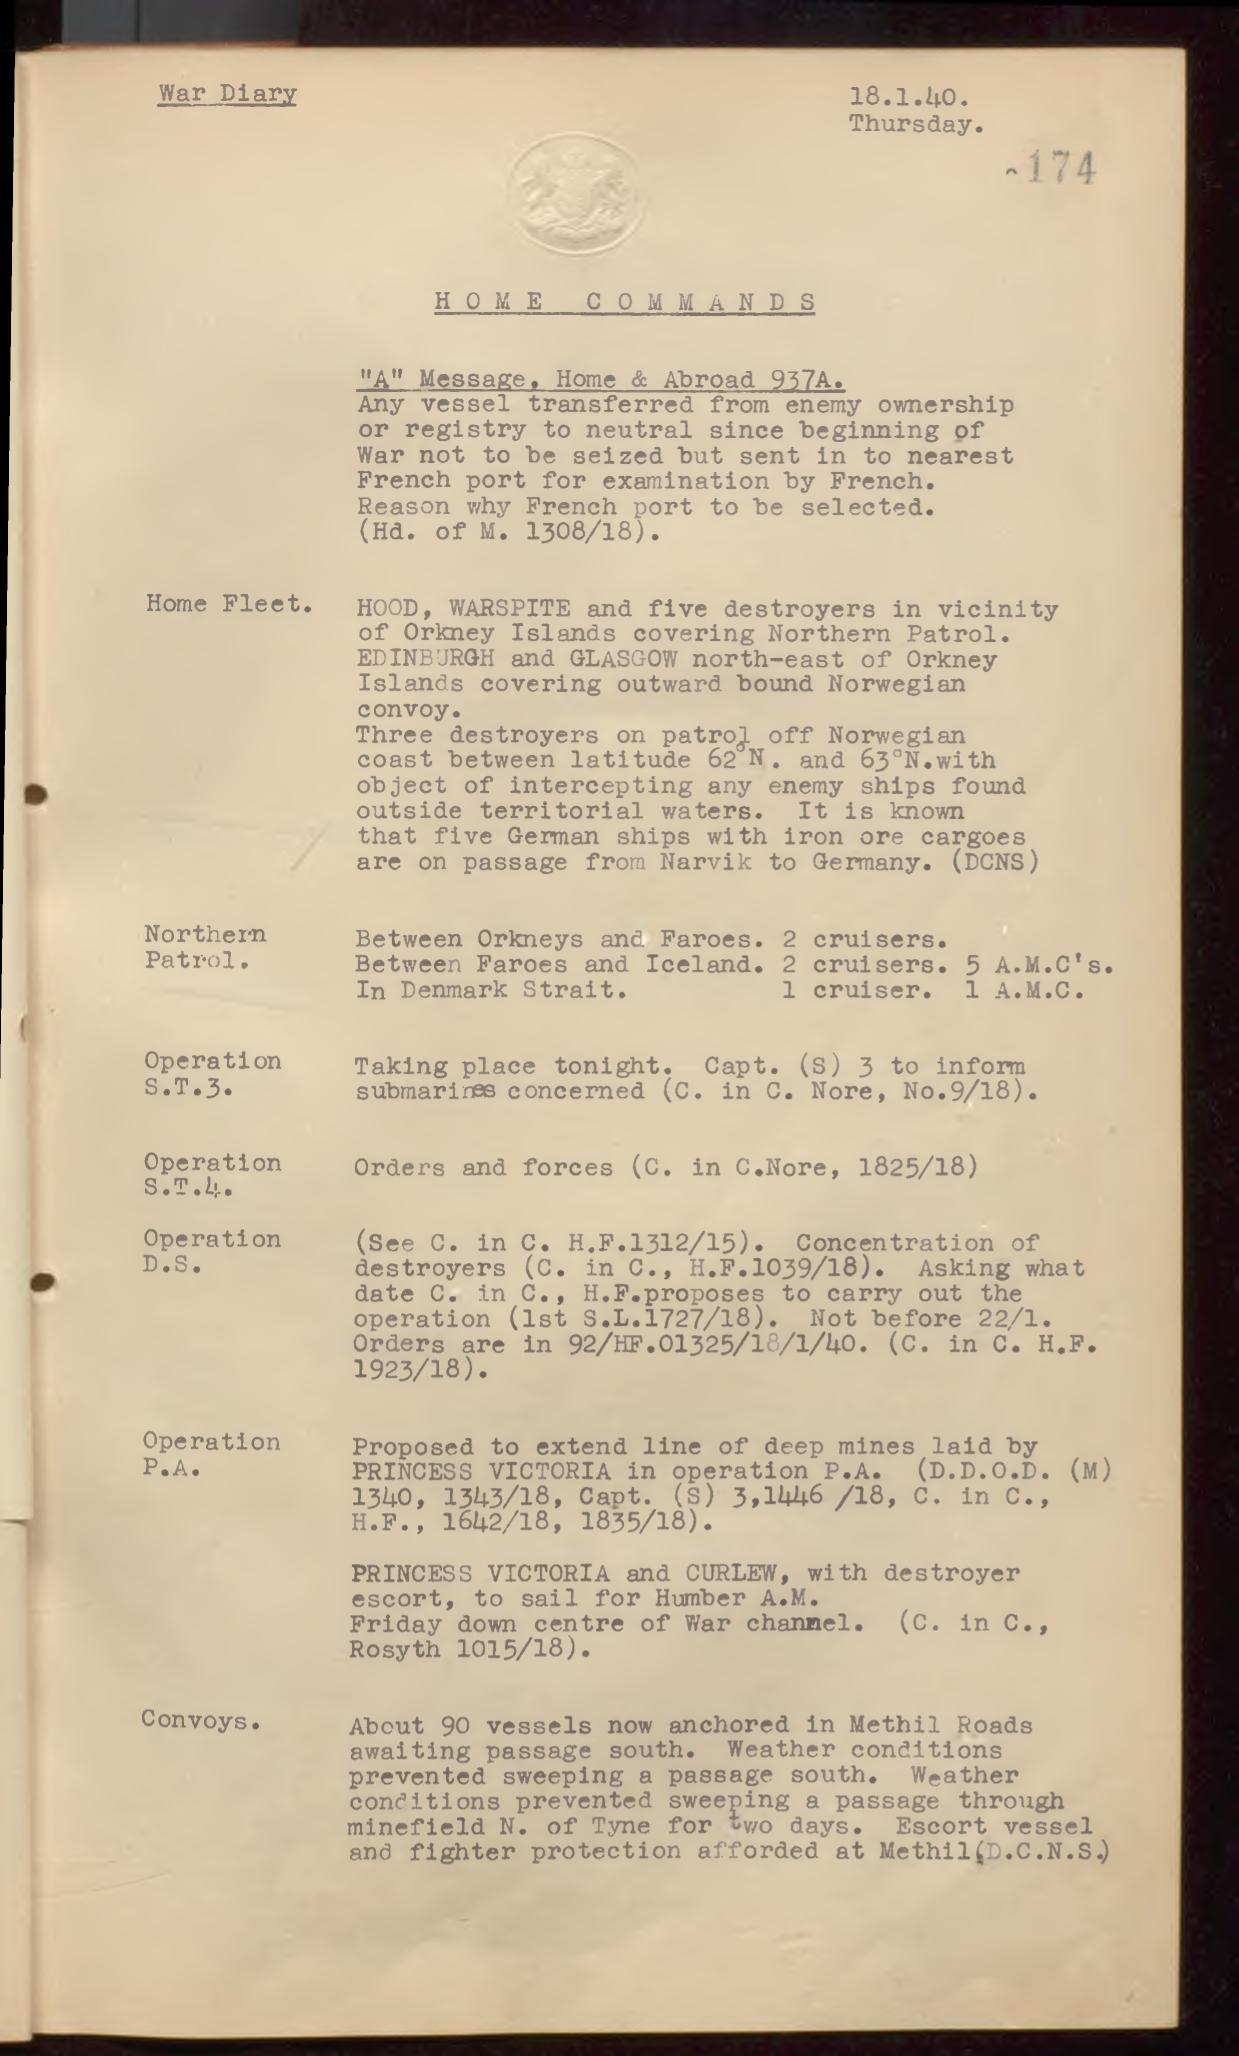 War Diary
18.1.40.
Thursday.
174
HOME COMMANDS
"A" Message, Home & Abroad 937A.
Any vessel transferred from enemy ownership
or registry to neutral since beginning of
War not to be seized but sent in to nearest
French port for examination by French.
Reason why French port to be selected.
(Hd. of M. 1308/18).
Home Fleet.
HOOD, WARSPITE and five destroyers in vicinity
of Orkney Islands covering Northern Patrol.
EDINBURGH and GLASGOW north-east of Orkney
Islands covering outward bound Norwegian
convoy.
Three destroyers on patrol off Norwegian
coast between latitude 62°N. and 63°N.with
object of intercepting any enemy ships found
outside territorial waters. It is known
that five German ships with iron ore cargoes
are on passage from Narvik to Germany. (DCNS)
Northern
Patrol.
Between Orkneys and Faroes. 2 cruisers.
Between Faroes and Iceland. 2 cruisers. 5 A.M.C's.
In Denmark Strait. 1 cruiser. 1 A.M.C.
Operation
S.T.3.
Taking place tonight. Capt. (S) 3 to inform
submarines concerned (C. in C. Nore, No.9/18).
Operation
S.T.4.
Orders and forces (C. in C.Nore, 1825/18)
Operation
D.S.
(See C. in C. H.F.1312/15). Concentration of
destroyers (C. in C., H.F.1039/18). Asking what
date C. in C., H.F.proposes to carry out the
operation (1st S.L.1727/18). Not before 22/1.
Orders are in 92/HF.01325/18/1/40. (C. in C. H.F.
1923/18).
Operation
P.A.
Proposed to extend line of deep mines laid by
PRINCESS VICTORIA in operation P.A. (D.D.O.D. (M)
1340, 1343/18, Capt. (S) 3,1446 /18, C. in C.,
H.F., 1642/18, 1835/18).
PRINCESS VICTORIA and CURLEW, with destroyer
escort, to sail for Humber A.M.
Friday down centre of War channel. (C. in C.,
Rosyth 1015/18).
Convoys.
About 90 vessels now anchored in Methil Roads
awaiting passage south. Weather conditions
prevented sweeping a passage south. Weather
conditions prevented sweeping a passage through
minefield N. of Tyne for two days. Escort vessel
and fighter protection afforded at Methil(D.C.N.S.)